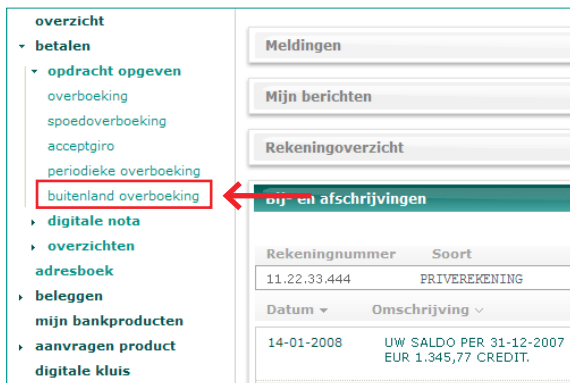 overzicht
betalen
opdracht opgeven
overboeking
spoedoverboeking
acceptgiro
periodieke overboeking
buitenland overboeking
digitale nota
overzichten
adresboek
beleggen
mijn bankproducten
aanvragen product
digitale kluis
Meldingen
Mijn berichten
Rekeningoverzicht
Bij- en afschrijvingen
Rekeningnummer Soort
11.22.33.444 PRIVEREKENING
Datum Omschrijving
14-01-2008 UW SALDO PER 31-12-2007
EUR 1.345,77 CREDIT.